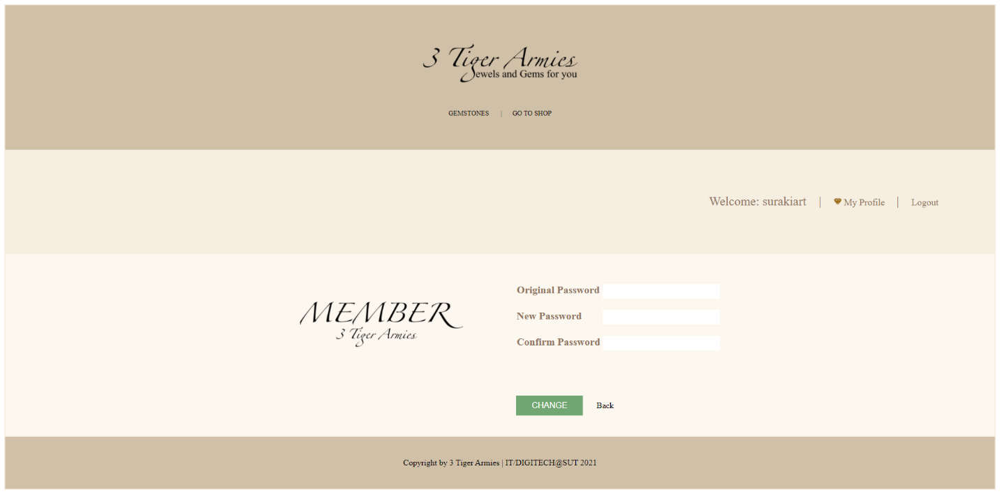 3 Tiger Armies
Jewels and Gems for you
GEMSTONES | GO TO SHOP
Welcome: surakiart | My Profile | Logout
MEMBER
3 Tiger Armies
Original Password
New Password
Confirm Password
CHANGE Back
Copyright by 3 Tiger Armies | IT/DIGITECH@SUT 2021